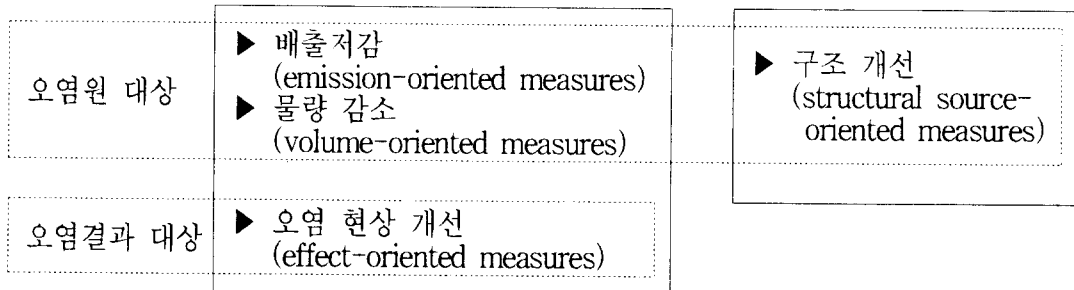 오염원 대상
▶ 배출저감
(emission-oriented measures)
▶ 물량 감소
(volume-oriented measures)
▶ 구조 개선
(structural source-
oriented measures)
오염결과 대상
▶ 오염 현상 개선
(effect-oriented measures)